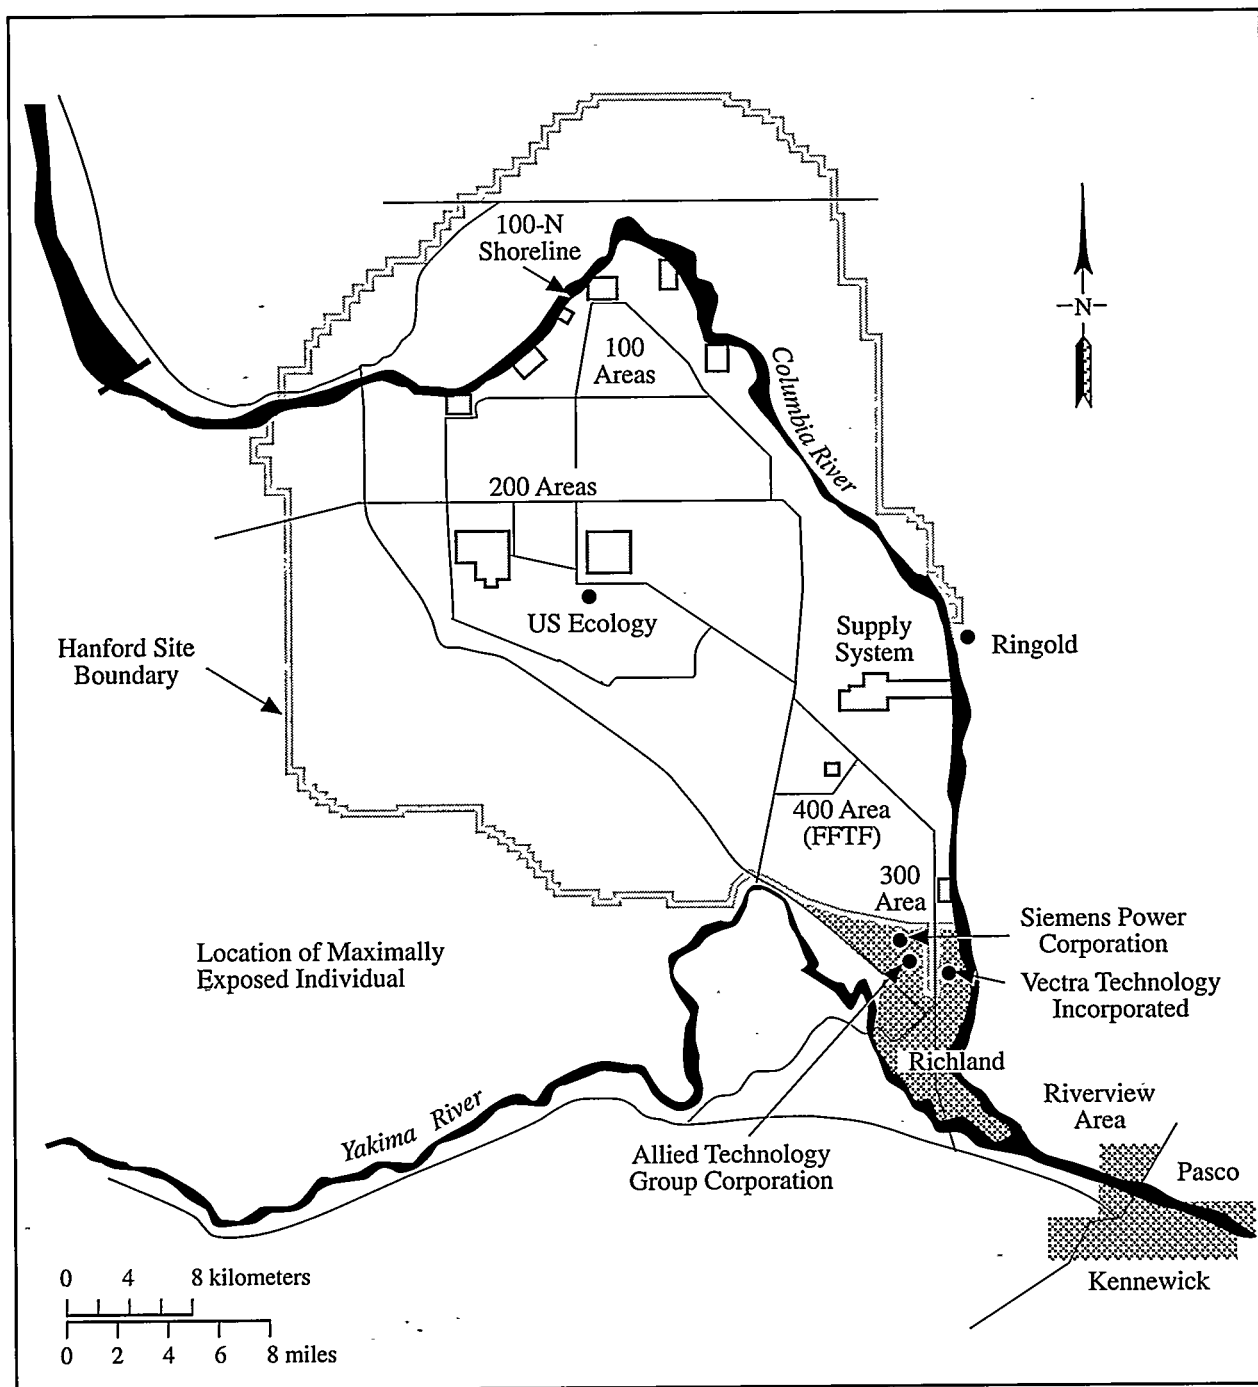 100-N
Shoreline
N
100
Areas
Columbia River
200 Areas
US Ecology
Supply
System
Ringold
Hanford Site
Boundary
400 Area
(FFTF)
300
Area
Siemens Power
Corporation
Location of Maximally
Exposed Individual
Vectra Technology
Incorporated
Richland
Riverview
Area
Yakima River
Allied Technology
Group Corporation
Pasco
Kennewick
0 4 8 kilometers
0 2 4 6 8 miles